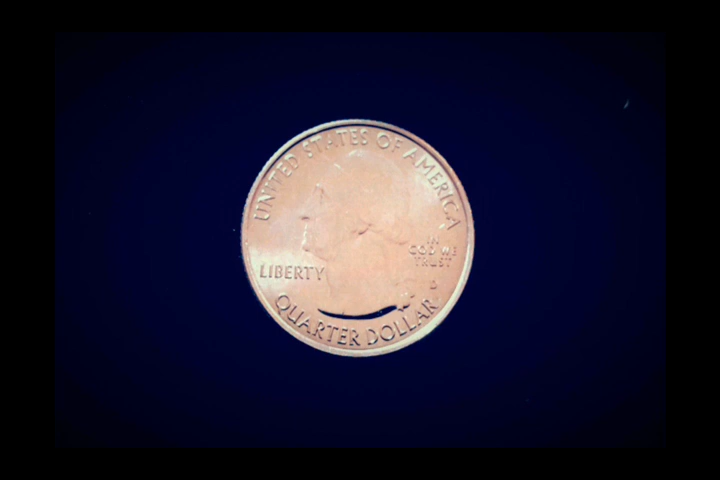 UNITED STATES OF AMERICA
LIBERTY
IN
GOD WE
TRUST
D
QUARTER DOLLAR